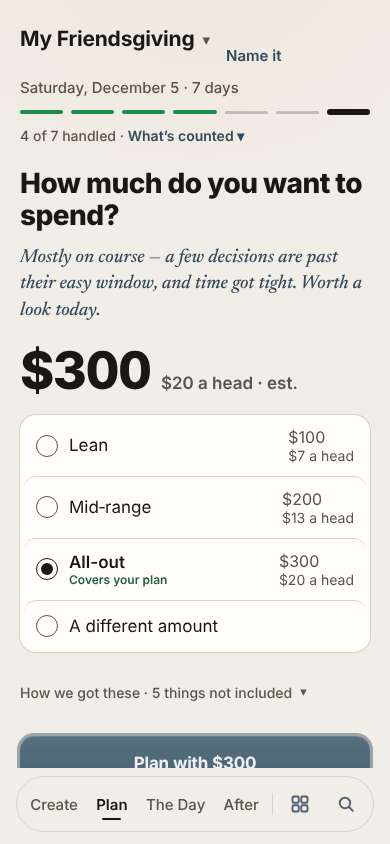 My Friendsgiving ▾
Name it
Saturday, December 5 · 7 days
4 of 7 handled · What's counted ▾
How much do you want to
spend?
Mostly on course – a few decisions are past
their easy window, and time got tight. Worth a
look today.
$300 $20 a head · est.
Lean $100
$7 a head
Mid-range $200
$13 a head
All-out $300
Covers your plan $20 a head
A different amount
How we got these · 5 things not included ▾
Plan with $300
Create Plan The Day After